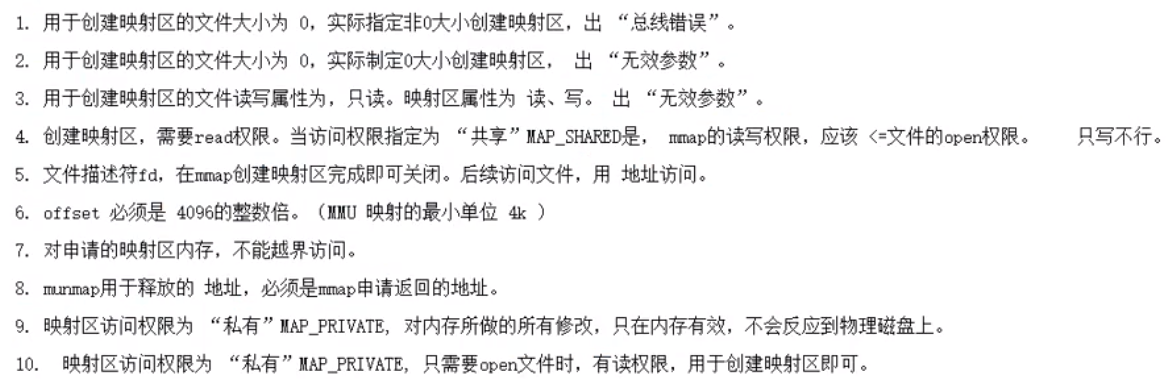 1. 用于创建映射区的文件大小为 0，实际指定非0大小创建映射区，出 “总线错误”。
2. 用于创建映射区的文件大小为 0，实际制定0大小创建映射区， 出 “无效参数”。
3. 用于创建映射区的文件读写属性为，只读。映射区属性为 读、写。 出 “无效参数”。
4. 创建映射区，需要read权限。当访问权限指定为 “共享”MAP_SHARED是， mmap的读写权限，应该 <=文件的open权限。 只写不行。
5. 文件描述符fd，在mmap创建映射区完成即可关闭。后续访问文件，用 地址访问。
6. offset 必须是 4096的整数倍。（MMU 映射的最小单位 4k ）
7. 对申请的映射区内存，不能越界访问。
8. munmap用于释放的 地址，必须是mmap申请返回的地址。
9. 映射区访问权限为 “私有”MAP_PRIVATE, 对内存所做的所有修改，只在内存有效，不会反应到物理磁盘上。
10. 映射区访问权限为 “私有”MAP_PRIVATE, 只需要open文件时，有读权限，用于创建映射区即可。